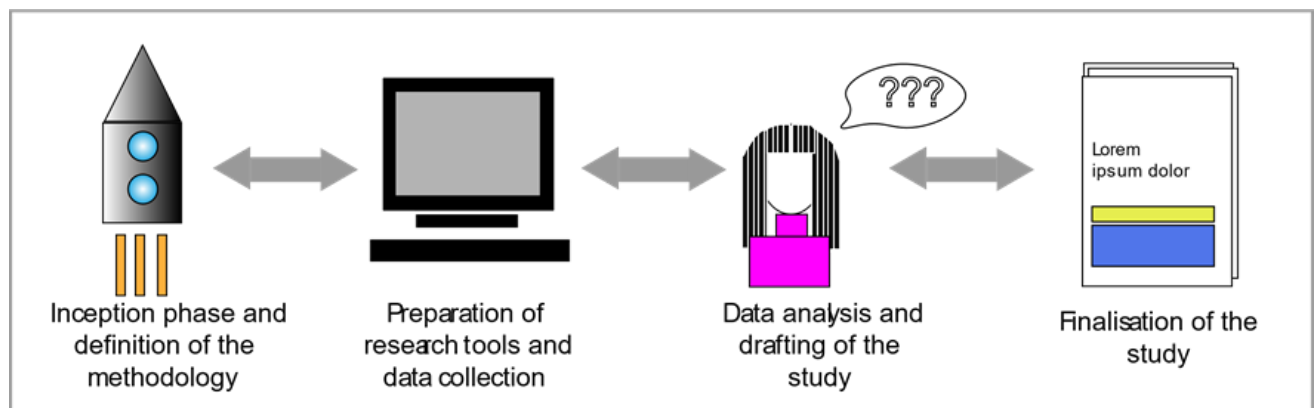 ???
Lorem
ipsum dolor
Inception phase and
definition of the
methodology
Preparation of
research tools and
data collection
Data analysis and
drafting of the
study
Finalisation of the
study